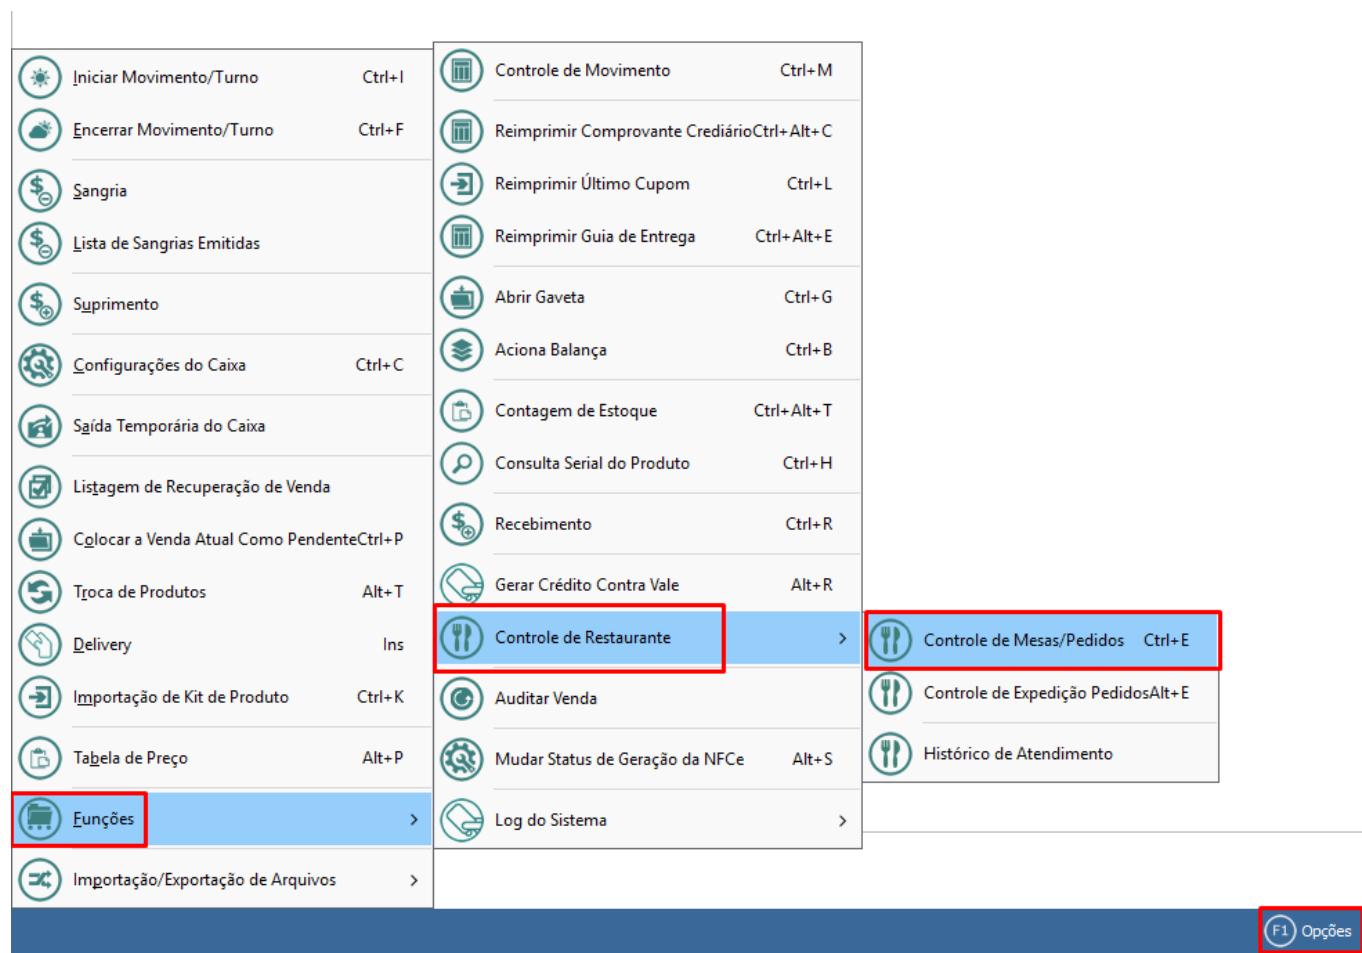 Iniciar Movimento/Turno Ctrl+I
Encerrar Movimento/Turno Ctrl+F
Sangria
Lista de Sangrias Emitidas
Suprimento
Configurações do Caixa Ctrl+C
Saída Temporária do Caixa
Listagem de Recuperação de Venda
Colocar a Venda Atual Como PendenteCtrl+P
Troca de Produtos Alt+T
Delivery Ins
Importação de Kit de Produto Ctrl+K
Tabela de Preço Alt+P
Funções
Importação/Exportação de Arquivos
Controle de Movimento Ctrl+M
Reimprimir Comprovante CrediárioCtrl+Alt+C
Reimprimir Último Cupom Ctrl+L
Reimprimir Guia de Entrega Ctrl+Alt+E
Abrir Gaveta Ctrl+G
Aciona Balança Ctrl+B
Contagem de Estoque Ctrl+Alt+T
Consulta Serial do Produto Ctrl+H
Recebimento Ctrl+R
Gerar Crédito Contra Vale Alt+R
Controle de Restaurante
Auditar Venda
Mudar Status de Geração da NFCe Alt+S
Log do Sistema
Controle de Mesas/Pedidos Ctrl+E
Controle de Expedição PedidosAlt+E
Histórico de Atendimento
F1 Opções